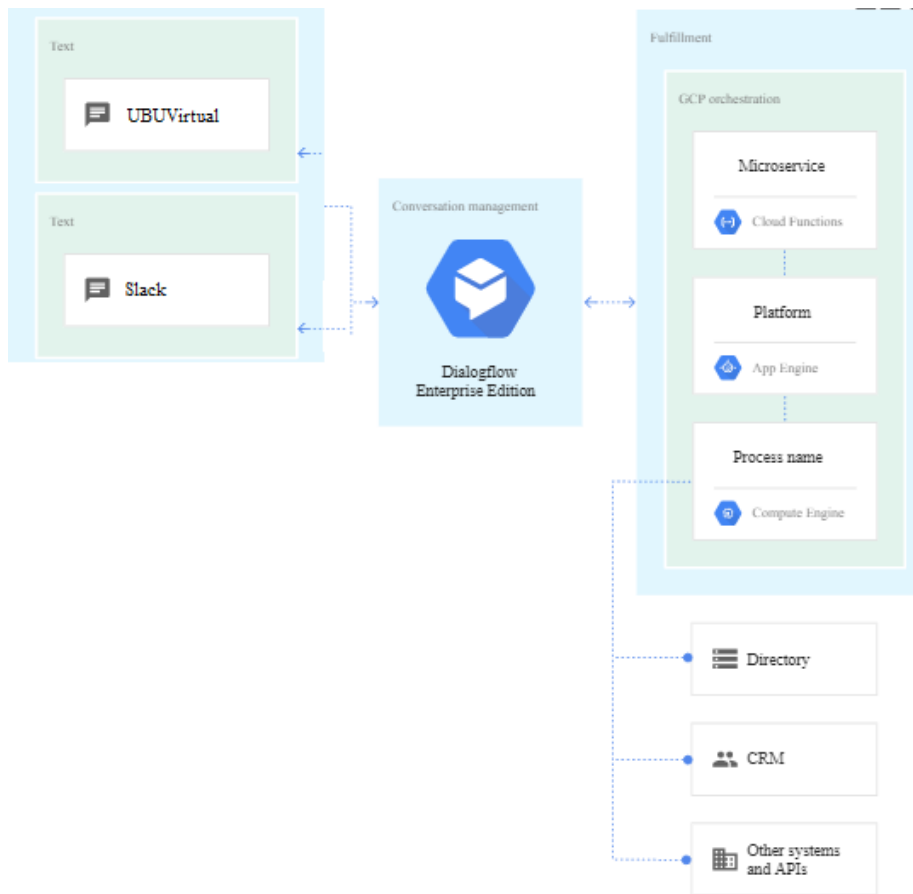 Text
UBUVirtual
Text
Slack
Conversation management
Dialogflow
Enterprise Edition
Fulfillment
GCP orchestration
Microservice
Cloud Functions
Platform
App Engine
Process name
Compute Engine
Directory
CRM
Other systems
and APIs